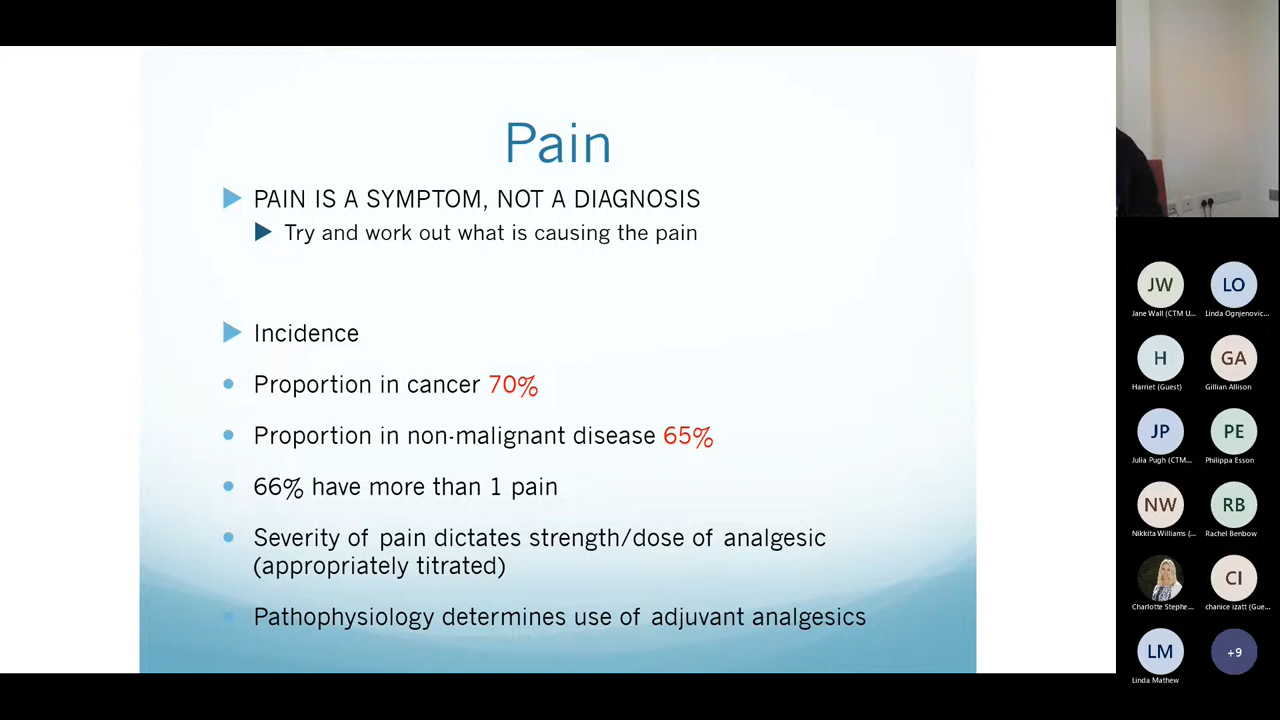 Pain
PAIN IS A SYMPTOM, NOT A DIAGNOSIS
Try and work out what is causing the pain
Incidence
Proportion in cancer 70%
Proportion in non-malignant disease 65%
66% have more than 1 pain
Severity of pain dictates strength/dose of analgesic
(appropriately titrated)
Pathophysiology determines use of adjuvant analgesics
JW LO
Jane Wall (CTM U... Linda Ognjenovic...
H GA
Harriet (Guest) Gillian Allison
JP PE
Julia Pugh (CTM... Philippa Esson
NW RB
Nikkita Williams (... Rachel Benbow
CI
Charlotte Stephe... chanice izatt (Gue...
LM +9
Linda Mathew